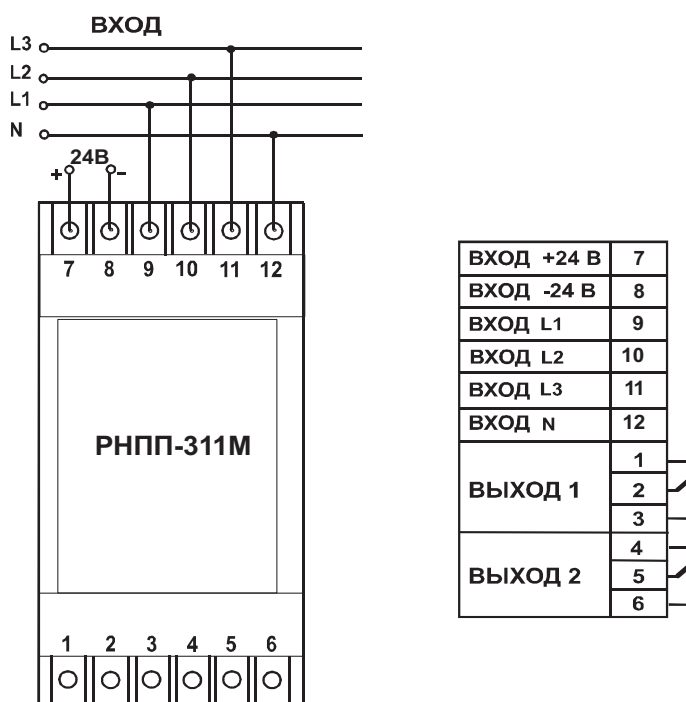 ВХОД
L3
L2
L1
N
24В
+ -
7 8 9 10 11 12
РНПП-311М
1 2 3 4 5 6
ВХОД +24 В 7
ВХОД -24 В 8
ВХОД L1 9
ВХОД L2 10
ВХОД L3 11
ВХОД N 12
ВЫХОД 1
1
2
3
ВЫХОД 2
4
5
6